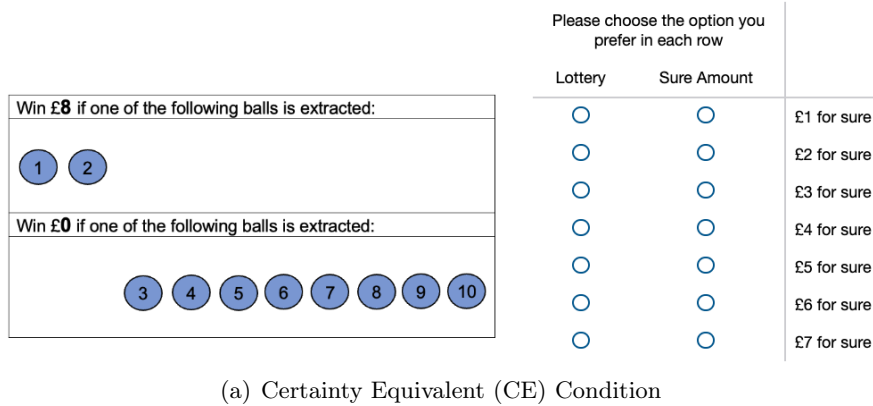 Please choose the option you
prefer in each row
Lottery Sure Amount
Win £8 if one of the following balls is extracted:
1 2
Win £0 if one of the following balls is extracted:
3 4 5 6 7 8 9 10
£1 for sure
£2 for sure
£3 for sure
£4 for sure
£5 for sure
£6 for sure
£7 for sure
(a) Certainty Equivalent (CE) Condition